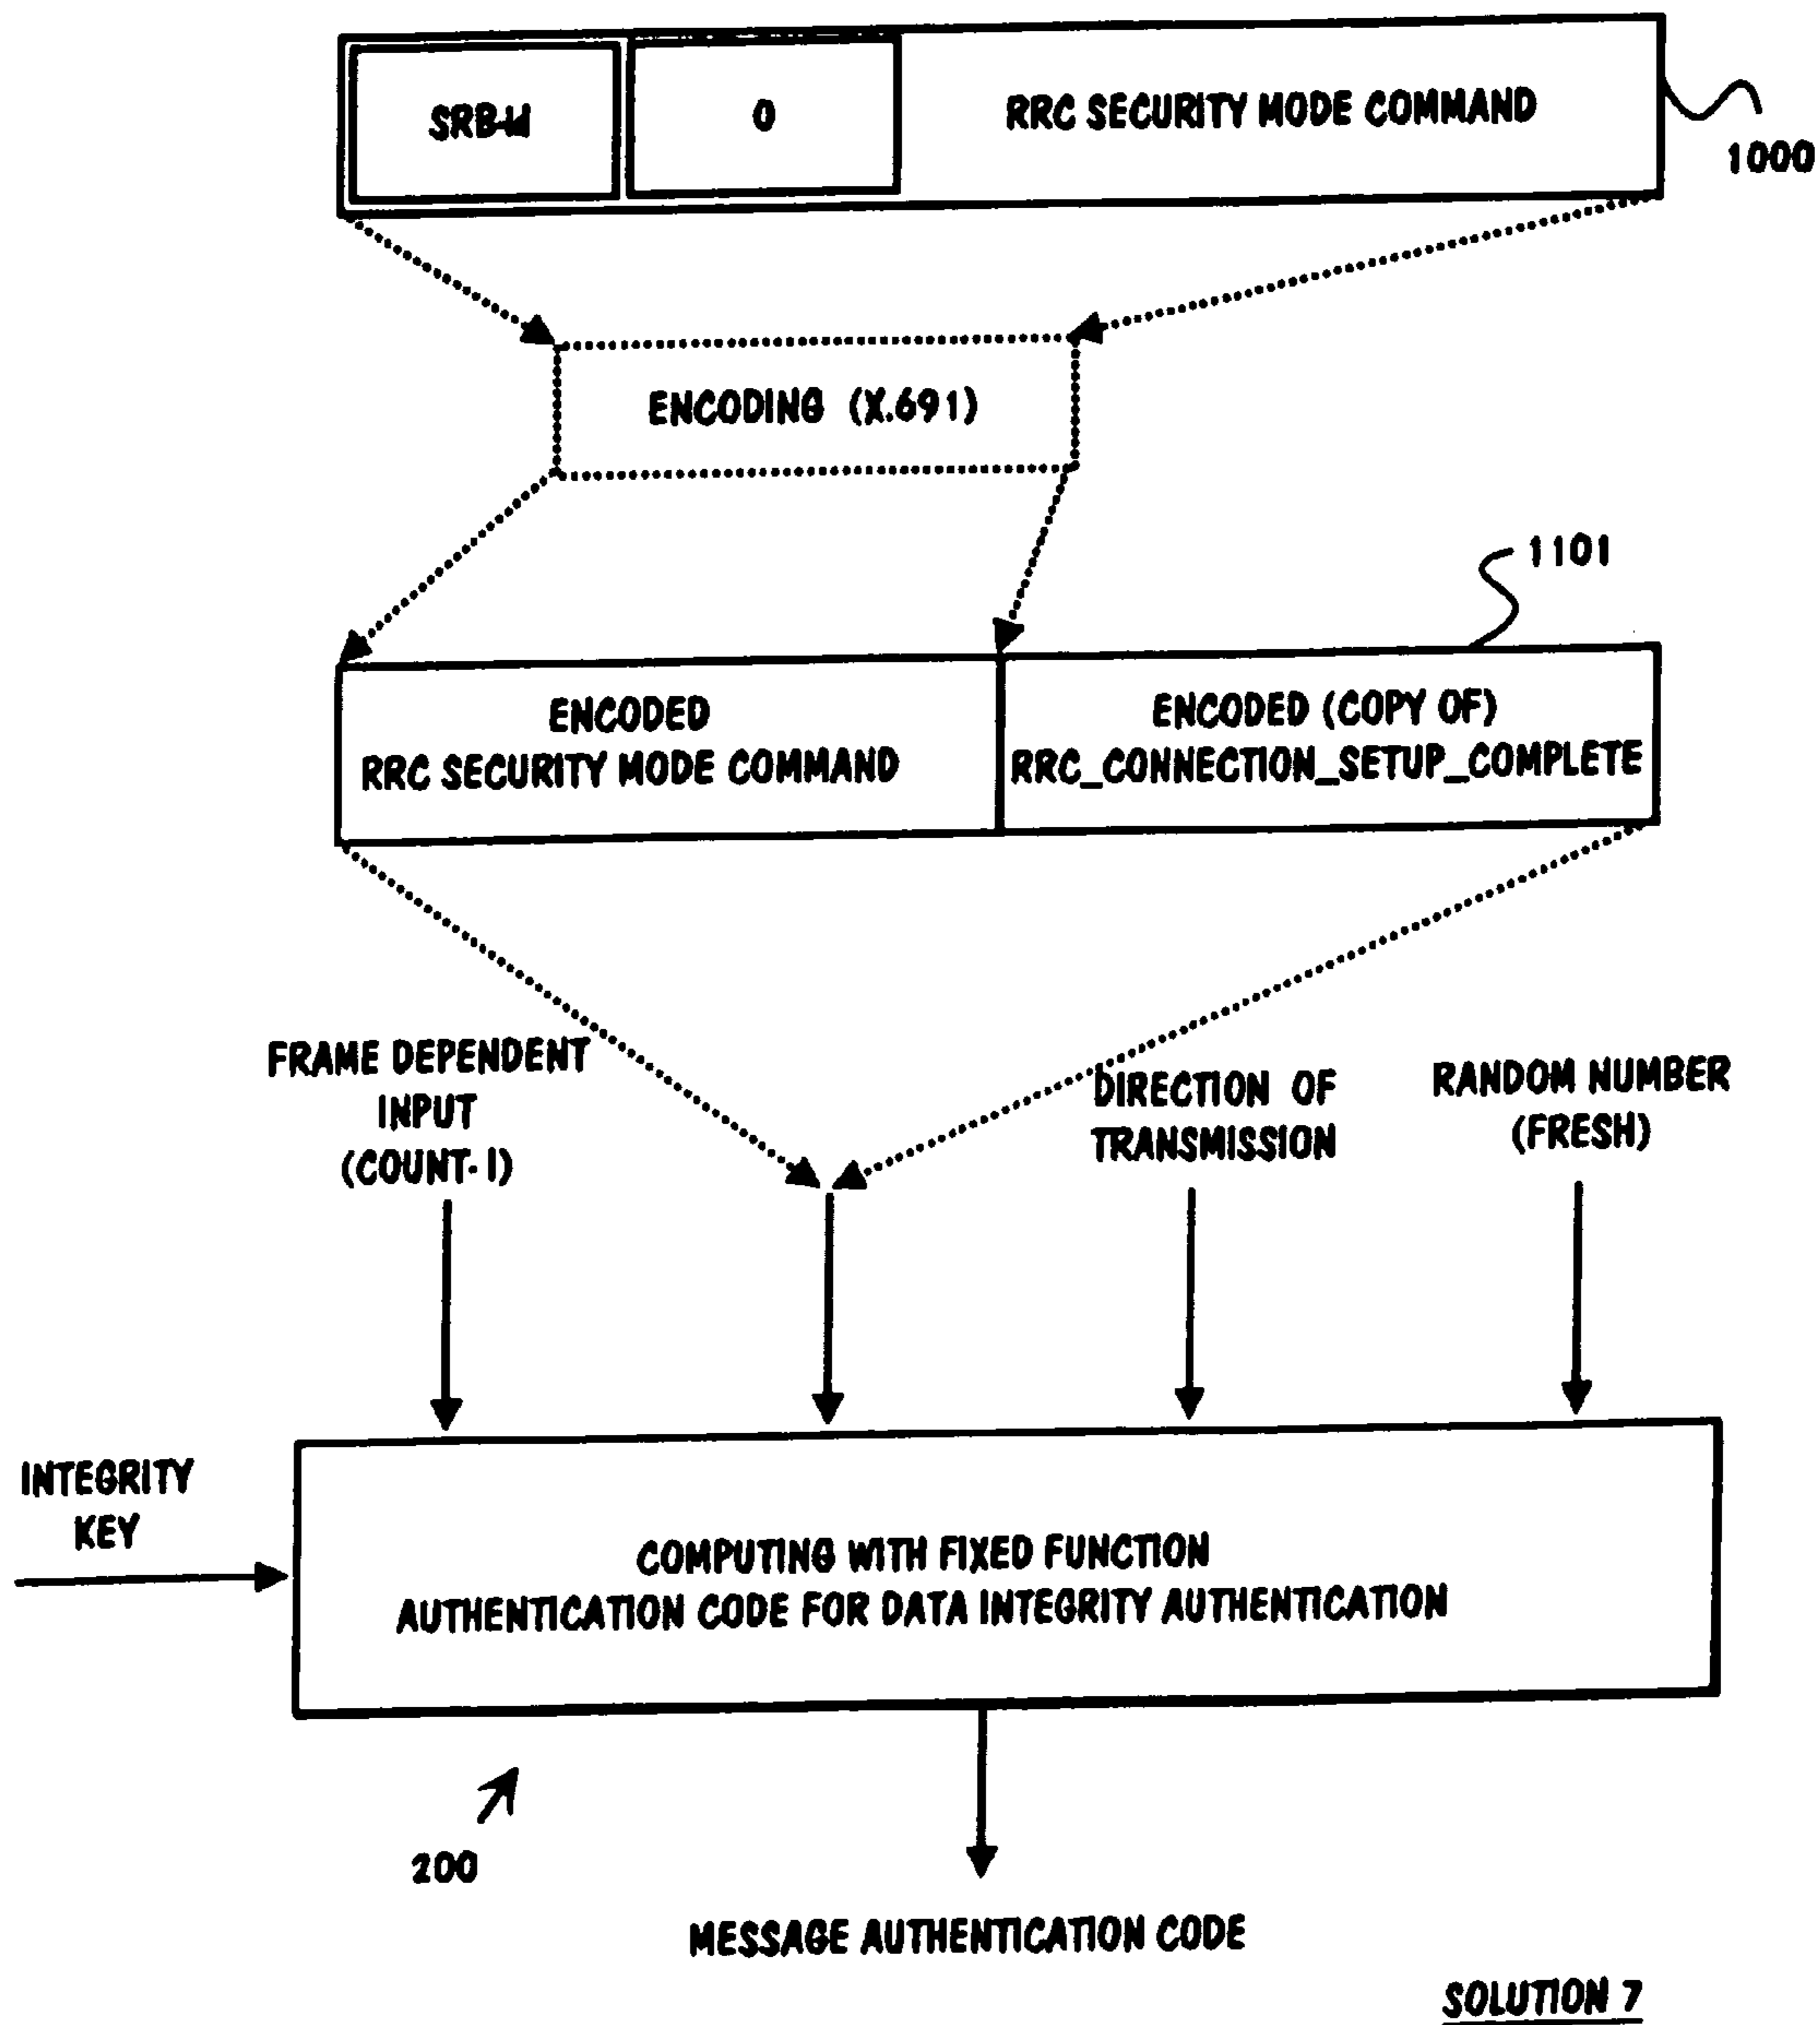 SRB-id
0
RRC SECURITY MODE COMMAND
1000
ENCODING (X.691)
1101
ENCODED
RRC SECURITY MODE COMMAND
ENCODED (COPY OF)
RRC_CONNECTION_SETUP_COMPLETE
FRAME DEPENDENT
INPUT
(COUNT-I)
DIRECTION OF
TRANSMISSION
RANDOM NUMBER
(FRESH)
INTEGRITY
KEY
COMPUTING WITH FIXED FUNCTION
AUTHENTICATION CODE FOR DATA INTEGRITY AUTHENTICATION
200
MESSAGE AUTHENTICATION CODE
SOLUTION 7